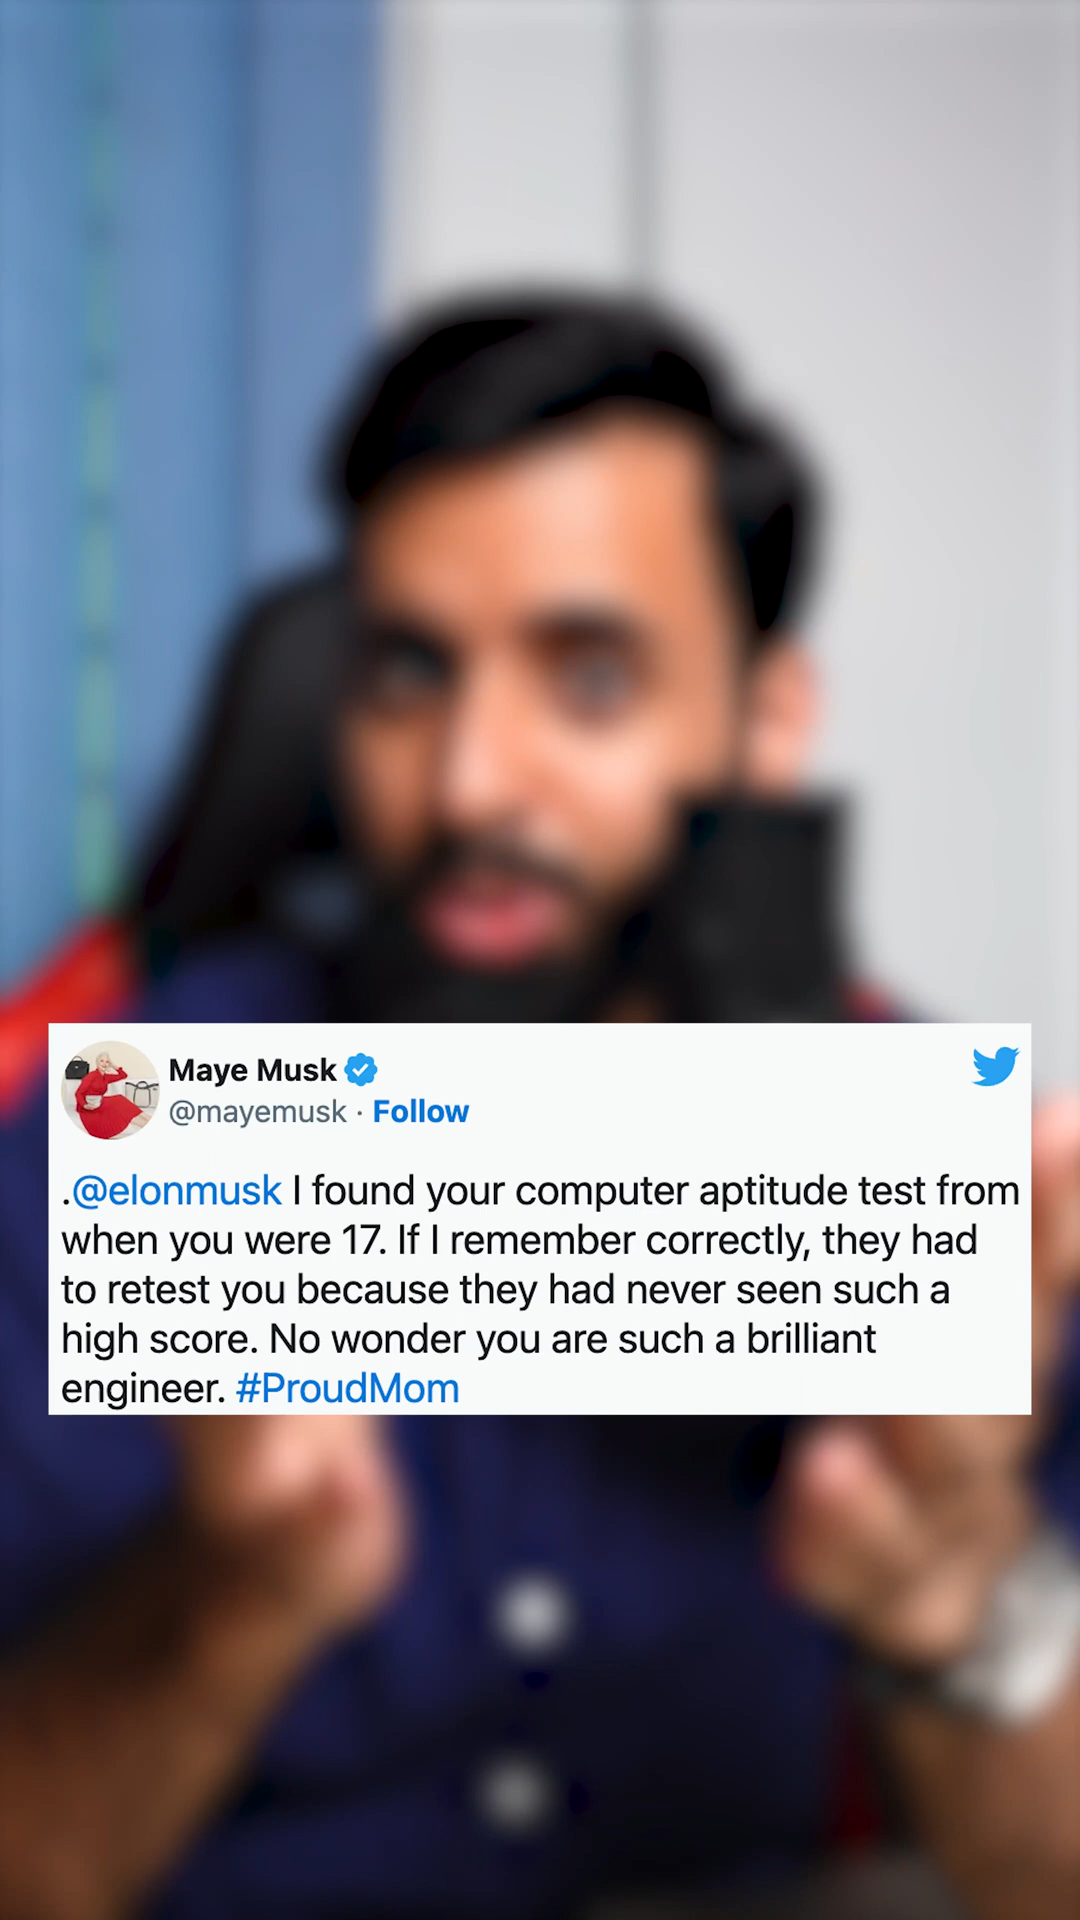 Maye Musk
@mayemusk · Follow
.@elonmusk I found your computer aptitude test from
when you were 17. If I remember correctly, they had
to retest you because they had never seen such a
high score. No wonder you are such a brilliant
engineer. #ProudMom